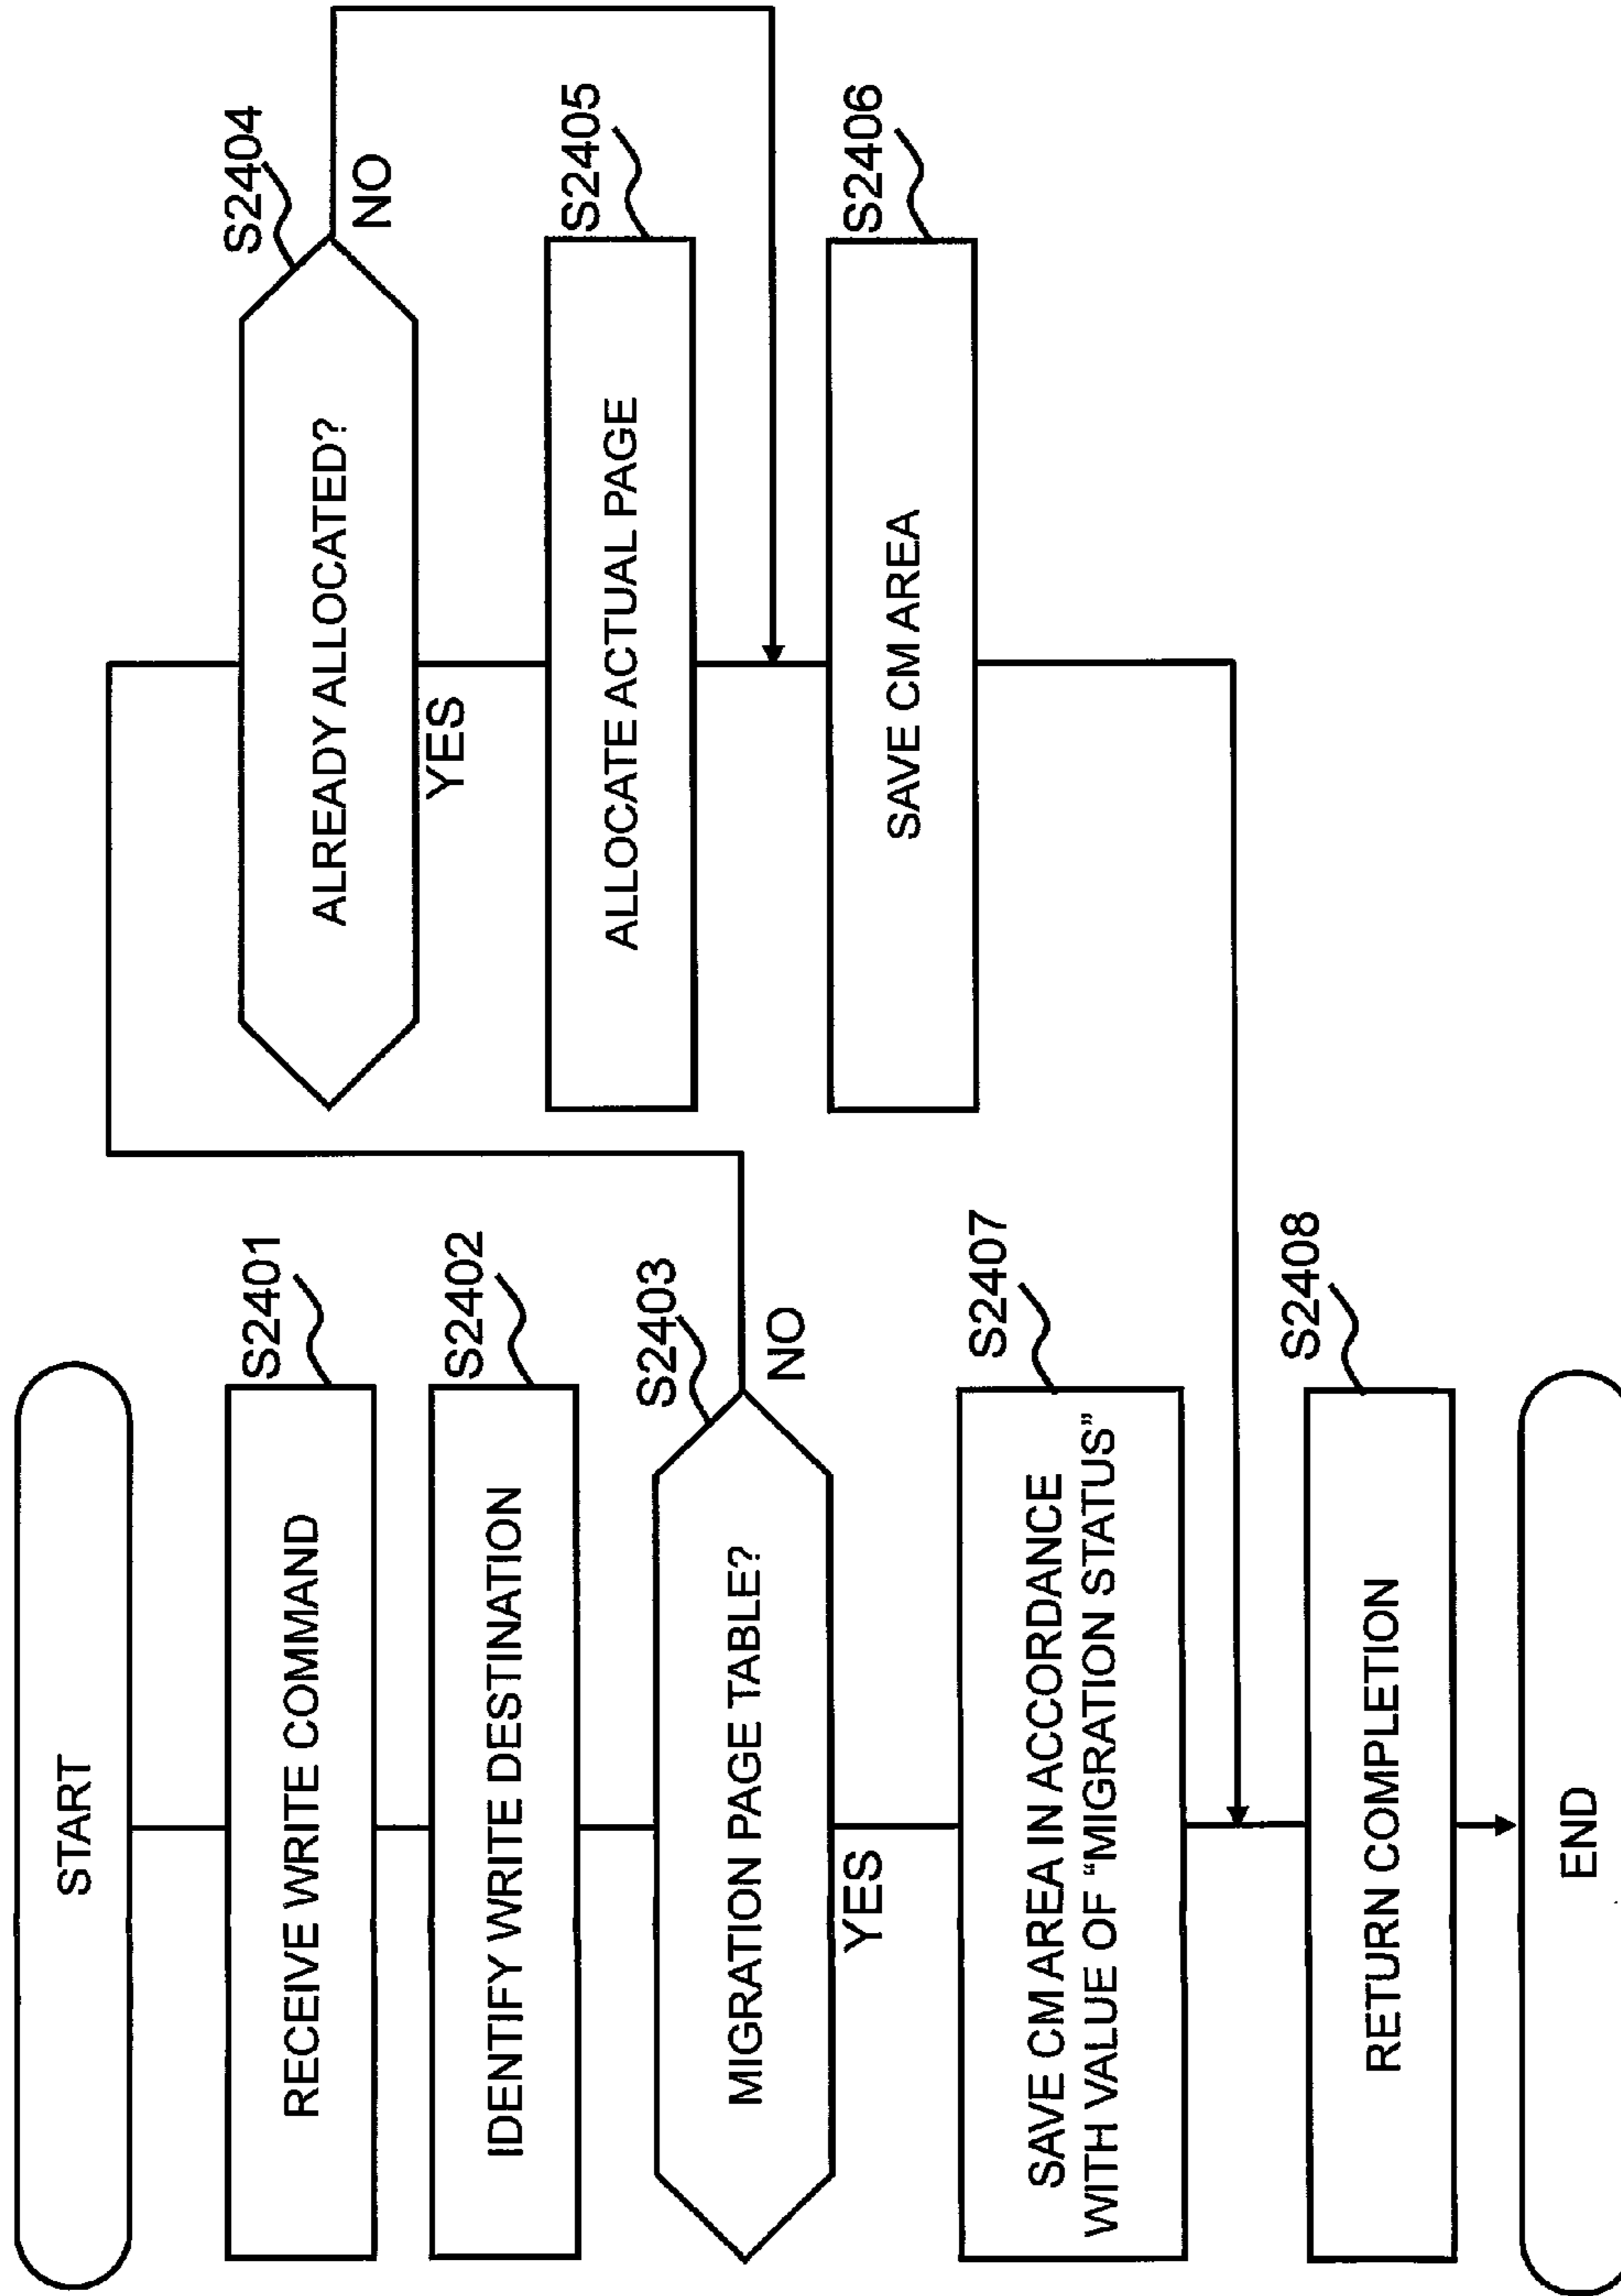 START
RECEIVE WRITE COMMAND
S2401
IDENTIFY WRITE DESTINATION
S2402
MIGRATION PAGE TABLE?
S2403
NO
YES
SAVE CM AREA IN ACCORDANCE
WITH VALUE OF “MIGRATION STATUS”
S2407
RETURN COMPLETION
S2408
END
ALREADY ALLOCATED?
S2404
NO
YES
ALLOCATE ACTUAL PAGE
S2405
SAVE CM AREA
S2406